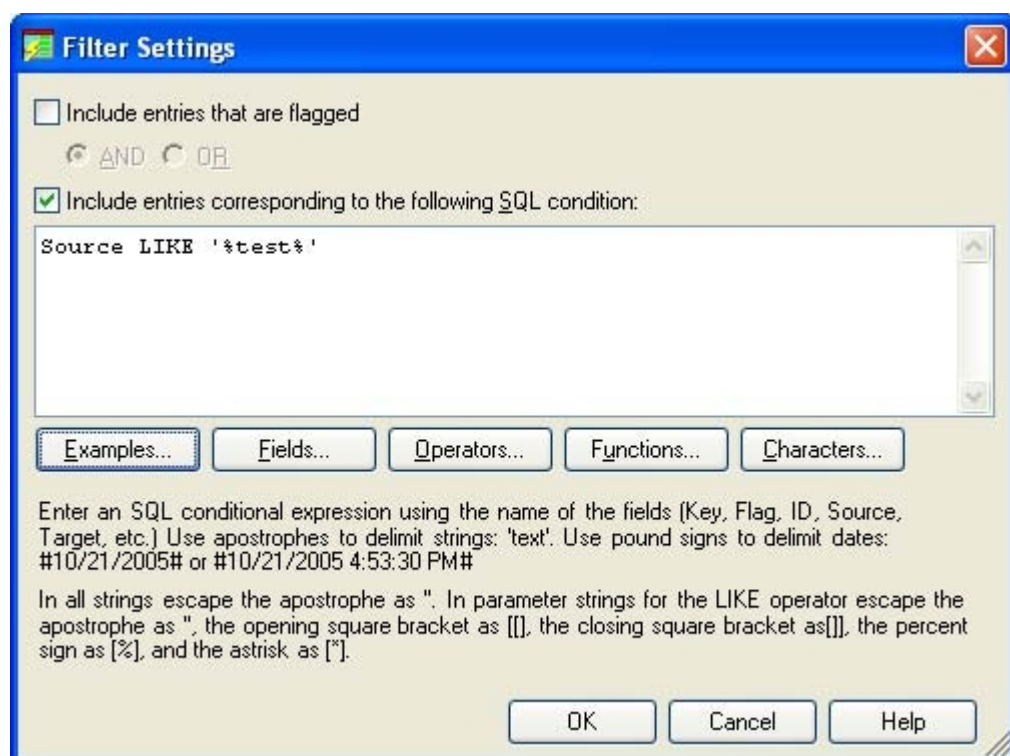 Filter Settings
Include entries that are flagged
AND OR
Include entries corresponding to the following SQL condition:
Source LIKE '%test%'
Examples... Fields... Operators... Functions... Characters...
Enter an SQL conditional expression using the name of the fields (Key, Flag, ID, Source,
Target, etc.) Use apostrophes to delimit strings: 'text'. Use pound signs to delimit dates:
#10/21/2005# or #10/21/2005 4:53:30 PM#
In all strings escape the apostrophe as ''. In parameter strings for the LIKE operator escape the
apostrophe as '', the opening square bracket as [[], the closing square bracket as[]], the percent
sign as [%], and the astrisk as [*].
OK Cancel Help